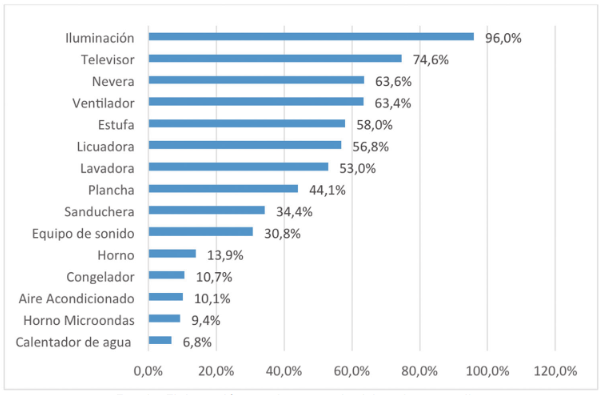 Iluminación 96,0%
Televisor 74,6%
Nevera 63,6%
Ventilador 63,4%
Estufa 58,0%
Licuadora 56,8%
Lavadora 53,0%
Plancha 44,1%
Sanduchera 34,4%
Equipo de sonido 30,8%
Horno 13,9%
Congelador 10,7%
Aire Acondicionado 10,1%
Horno Microondas 9,4%
Calentador de agua 6,8%
0,0% 20,0% 40,0% 60,0% 80,0% 100,0% 120,0%